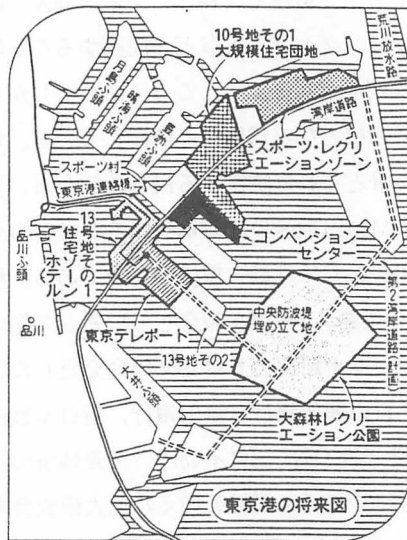 10号地その1
大規模住宅団地
荒川放水路
月島ふ頭
晴海ふ頭
豊洲ふ頭
湾岸道路
スポーツ・レクリ
エーションゾーン
スポーツ村
東京港連絡橋
13号地その1
住宅ゾーン
ホテル
コンベンション
センター
品川ふ頭
品川
東京テレポート
13号地その2
中央防波堤
埋め立て地
第2湾岸道路(計画)
大井ふ頭
大森林レクリ
エーション公園
東京港の将来図